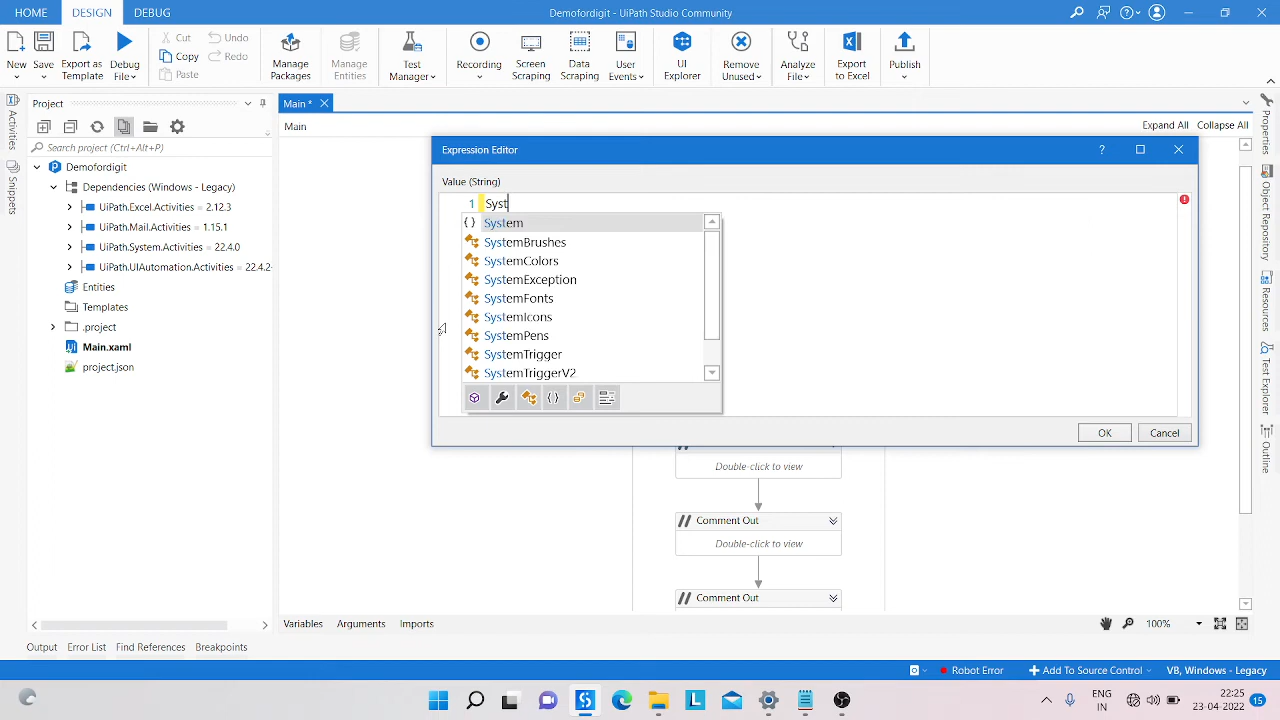 HOME DESIGN DEBUG Demofordigit - UiPath Studio Community
New Save Export as Template Debug File Cut Copy Paste Undo Redo Manage Packages Manage Entities Test Manager Recording Screen Scraping Data Scraping User Events UI Explorer Remove Unused Analyze File Export to Excel Publish
Activities
Snippets
Project
Search project (Ctrl+Alt+P)
Demofordigit
Dependencies (Windows - Legacy)
UiPath.Excel.Activities = 2.12.3
UiPath.Mail.Activities = 1.15.1
UiPath.System.Activities = 22.4.0
UiPath.UIAutomation.Activities = 22.4.2
Entities
Templates
.project
Main.xaml
project.json
Main *
Main Expand All Collapse All
Expression Editor
Value (String)
1 Syst
System
SystemBrushes
SystemColors
SystemException
SystemFonts
SystemIcons
SystemPens
SystemTrigger
SystemTriggerV2
OK Cancel
Double-click to view
// Comment Out
Double-click to view
// Comment Out
Properties
Object Repository
Resources
Test Explorer
Outline
Variables Arguments Imports 100%
Output Error List Find References Breakpoints
Robot Error Add To Source Control VB, Windows - Legacy
ENG
IN
22:25
23-04-2022
15